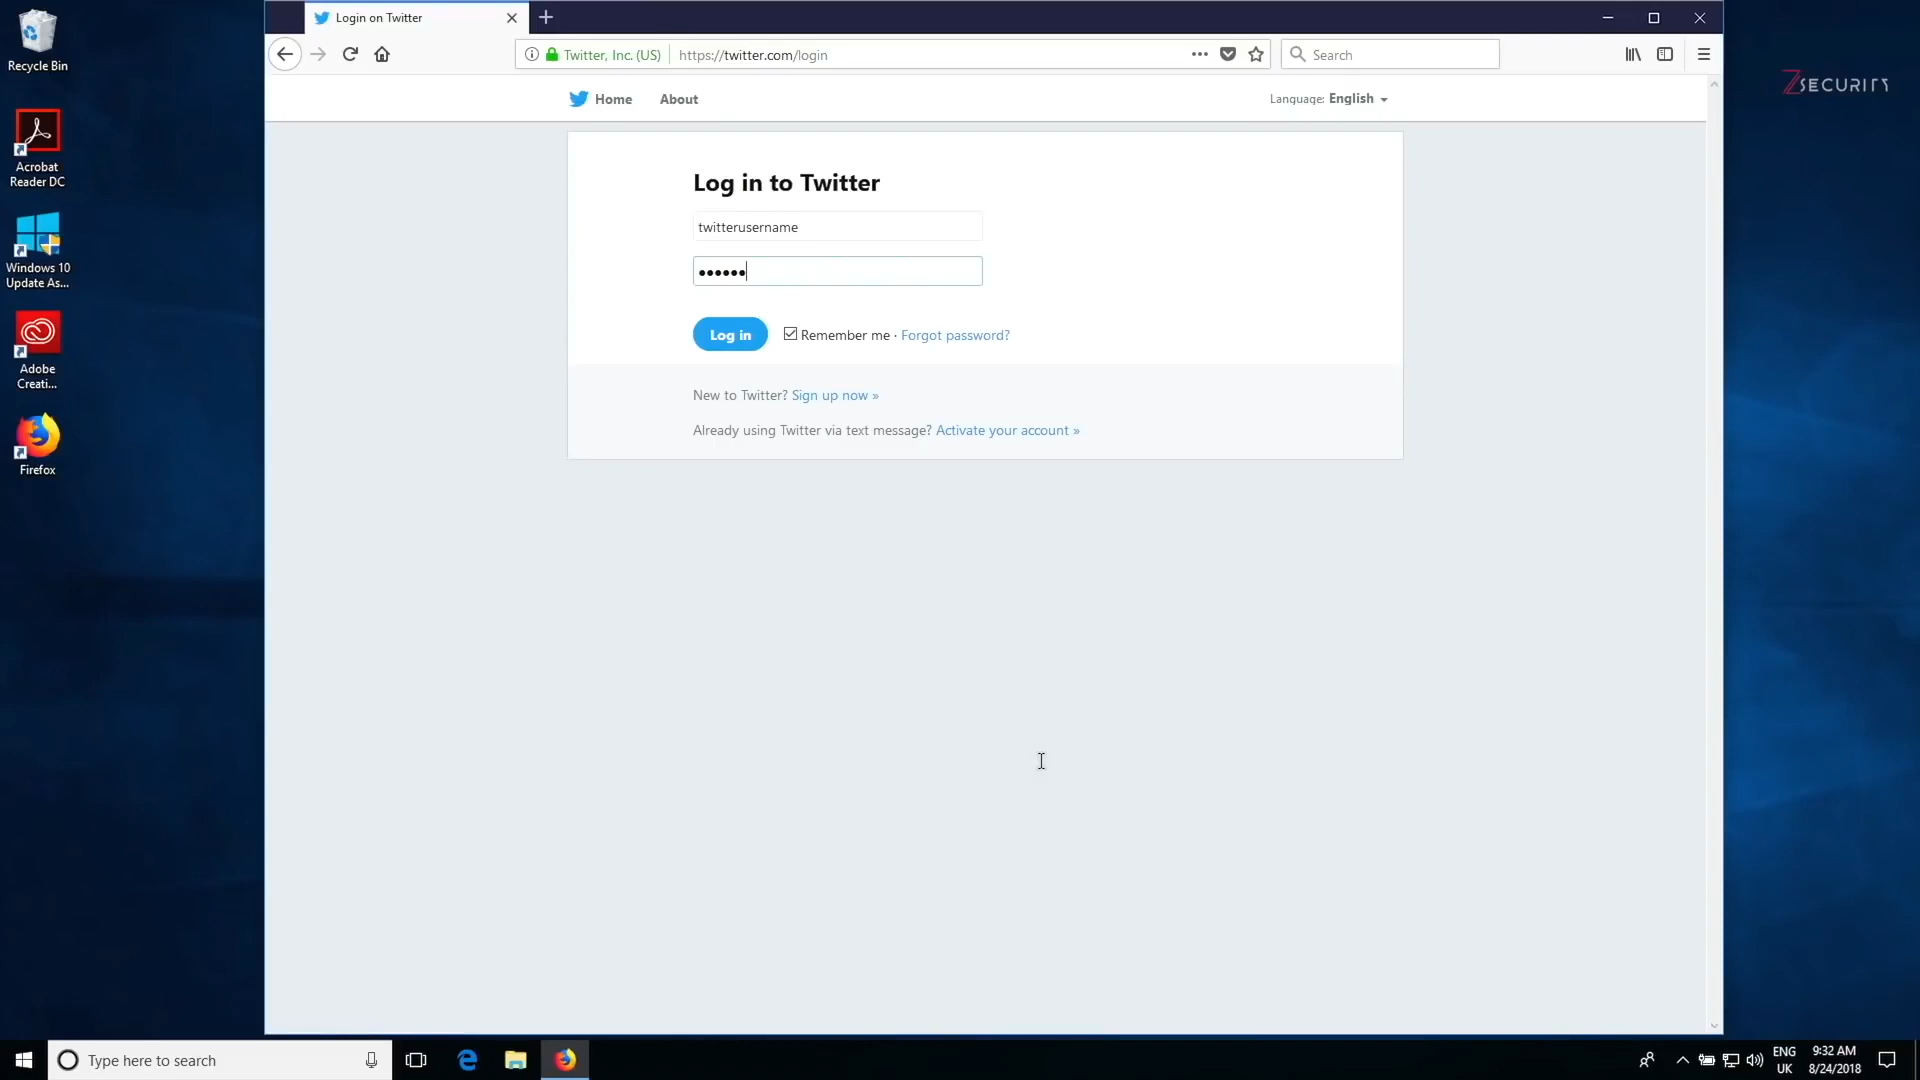 Login on Twitter
Twitter, Inc. (US)
https://twitter.com/login
Search
Home
About
Language: English
Log in to Twitter
twitterusername
••••••
Log in
Remember me · Forgot password?
New to Twitter? Sign up now »
Already using Twitter via text message? Activate your account »
Recycle Bin
Acrobat
Reader DC
Windows 10
Update As...
Adobe
Creati...
Firefox
ZSECURITY
Type here to search
ENG
UK
9:32 AM
8/24/2018